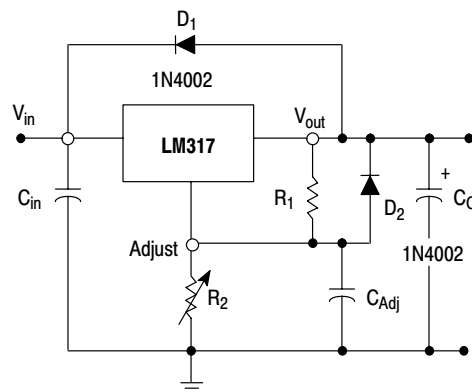 D1
1N4002
Vin
Vout
LM317
Cin
R1
D2
+
CO
Adjust
1N4002
R2
CAdj